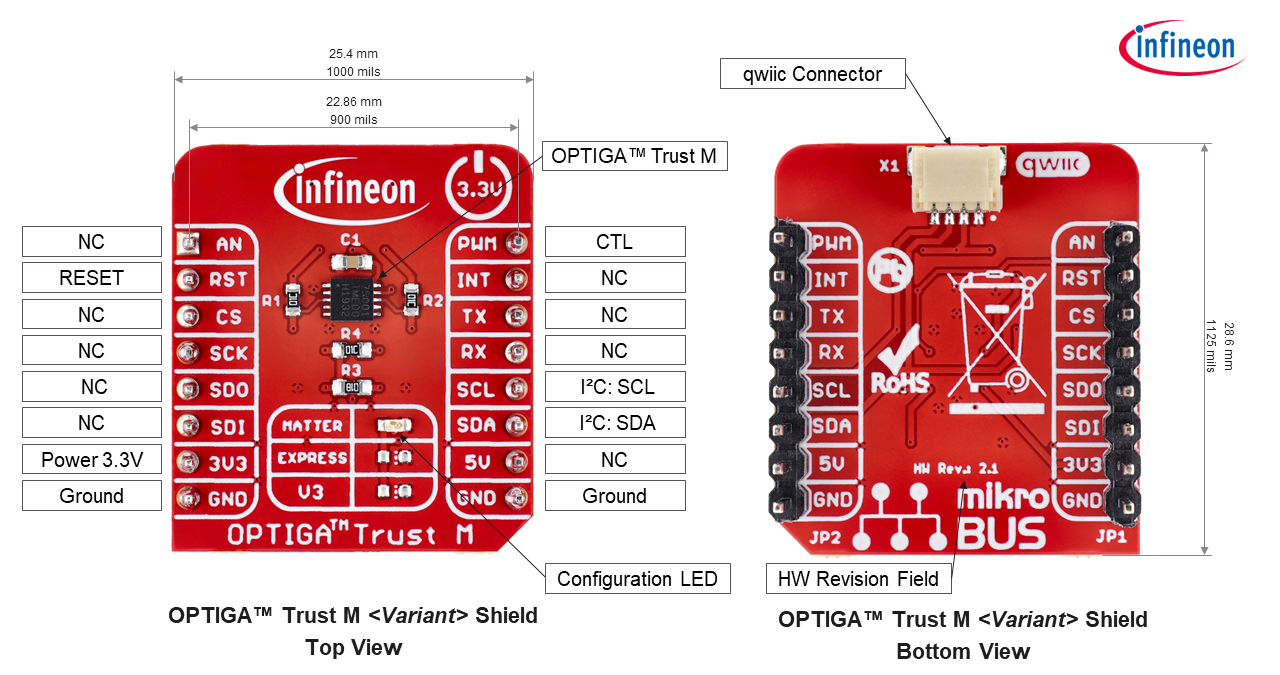 infineon
25.4 mm
1000 mils
22.86 mm
900 mils
qwiic Connector
OPTIGA™ Trust M
infineon
3.3V
X1
qwiic
NC
RESET
NC
NC
NC
NC
Power 3.3V
Ground
AN
RST
CS
SCK
SDO
SDI
3V3
GND
C1
R1
R2
R4
01C
R3
MATTER
EXPRESS
V3
PWM
INT
TX
RX
SCL
SDA
5V
GND
OPTIGA™ Trust M
CTL
NC
NC
NC
I²C: SCL
I²C: SDA
NC
Ground
PWM
INT
TX
RX
SCL
SDA
5V
GND
JP2
Pb
RoHS
HW Rev.: 2.1
mikro
BUS
AN
RST
CS
SCK
SDO
SDI
3V3
GND
JP1
28.6 mm
1125 mils
Configuration LED
HW Revision Field
OPTIGA™ Trust M <Variant> Shield
Top View
OPTIGA™ Trust M <Variant> Shield
Bottom View